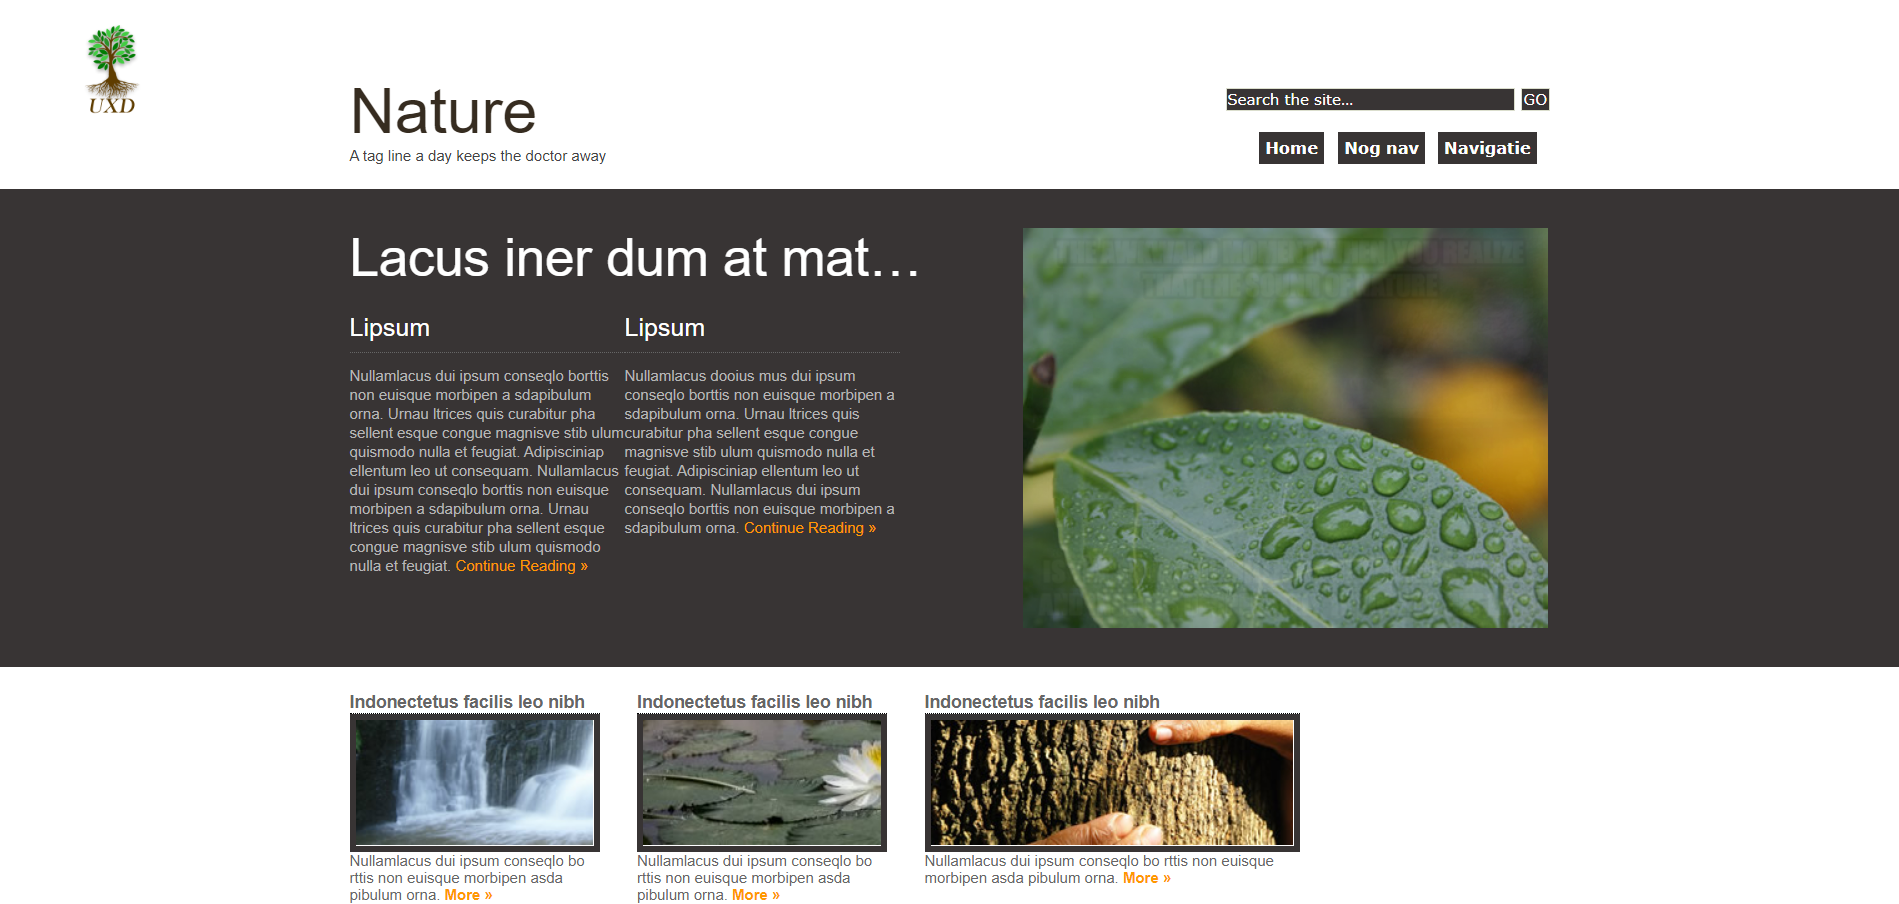 UXD
Nature
A tag line a day keeps the doctor away
Search the site...
GO
Home
Nog nav
Navigatie
Lacus iner dum at mat…
Lipsum
Nullamlacus dui ipsum conseqlo borttis
non euisque morbipen a sdapibulum
orna. Urnau ltrices quis curabitur pha
sellent esque congue magnisve stib ulum
quismodo nulla et feugiat. Adipisciniap
ellentum leo ut consequam. Nullamlacus
dui ipsum conseqlo borttis non euisque
morbipen a sdapibulum orna. Urnau
ltrices quis curabitur pha sellent esque
congue magnisve stib ulum quismodo
nulla et feugiat. Continue Reading »
Lipsum
Nullamlacus dooius mus dui ipsum
conseqlo borttis non euisque morbipen a
sdapibulum orna. Urnau ltrices quis
curabitur pha sellent esque congue
magnisve stib ulum quismodo nulla et
feugiat. Adipisciniap ellentum leo ut
consequam. Nullamlacus dui ipsum
conseqlo borttis non euisque morbipen a
sdapibulum orna. Continue Reading »
YOU REALIZE
Indonectetus facilis leo nibh
Nullamlacus dui ipsum conseqlo bo
rttis non euisque morbipen asda
pibulum orna. More »
Indonectetus facilis leo nibh
Nullamlacus dui ipsum conseqlo bo
rttis non euisque morbipen asda
pibulum orna. More »
Indonectetus facilis leo nibh
Nullamlacus dui ipsum conseqlo bo rttis non euisque
morbipen asda pibulum orna. More »